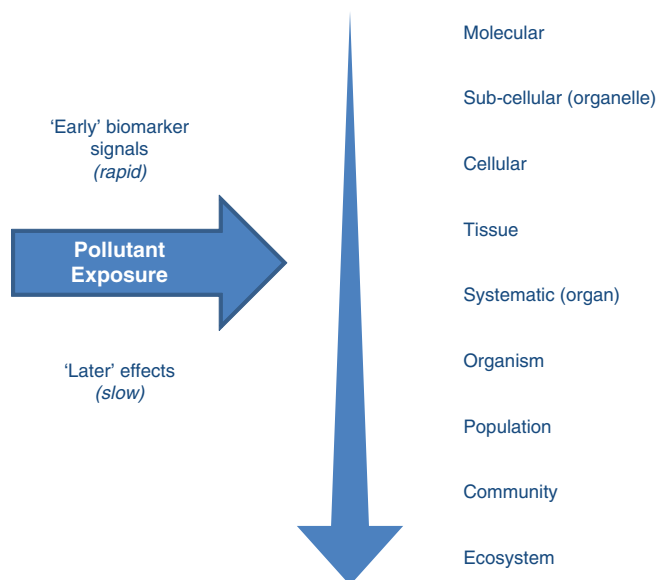 ‘Early’ biomarker
signals
(rapid)
Pollutant
Exposure
‘Later’ effects
(slow)
Molecular
Sub-cellular (organelle)
Cellular
Tissue
Systematic (organ)
Organism
Population
Community
Ecosystem